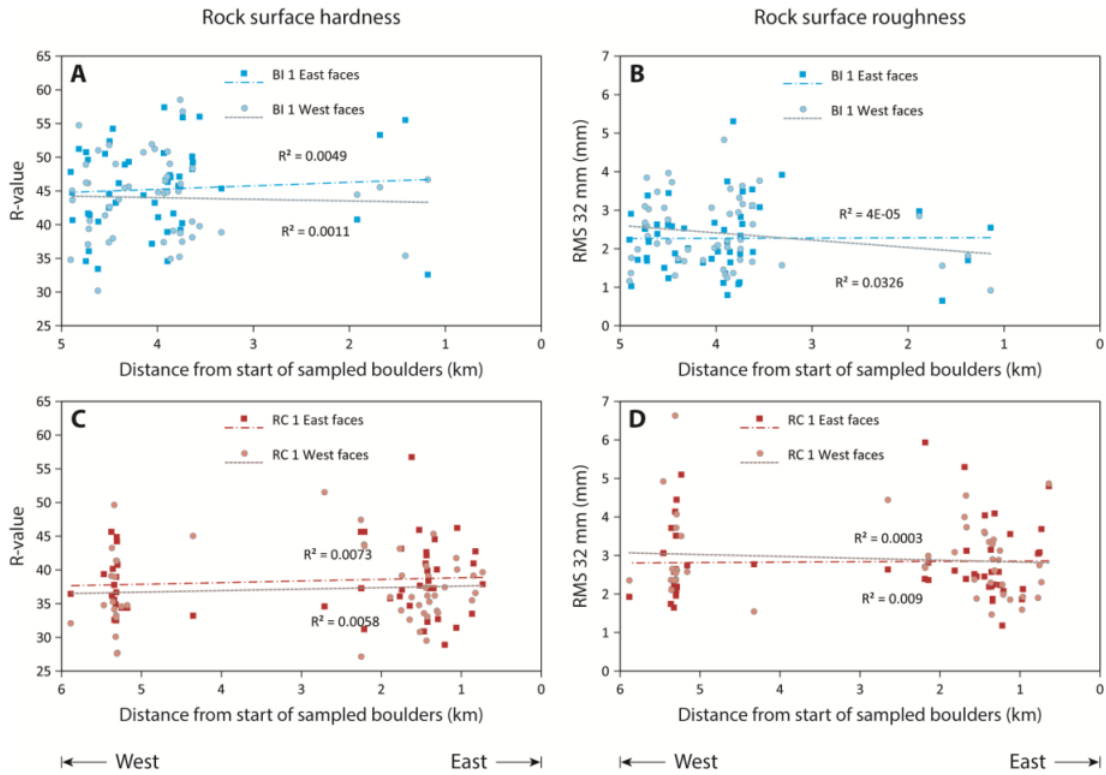 Rock surface hardness
Rock surface roughness
A
BI 1 East faces
BI 1 West faces
R² = 0.0049
R² = 0.0011
R-value
65
60
55
50
45
40
35
30
25
5 4 3 2 1 0
Distance from start of sampled boulders (km)
B
BI 1 East faces
BI 1 West faces
R² = 4E-05
R² = 0.0326
RMS 32 mm (mm)
7
6
5
4
3
2
1
0
5 4 3 2 1 0
Distance from start of sampled boulders (km)
C
RC 1 East faces
RC 1 West faces
R² = 0.0073
R² = 0.0058
R-value
65
60
55
50
45
40
35
30
25
6 5 4 3 2 1 0
Distance from start of sampled boulders (km)
D
RC 1 East faces
RC 1 West faces
R² = 0.0003
R² = 0.009
RMS 32 mm (mm)
7
6
5
4
3
2
1
0
6 5 4 3 2 1 0
Distance from start of sampled boulders (km)
West East
West East